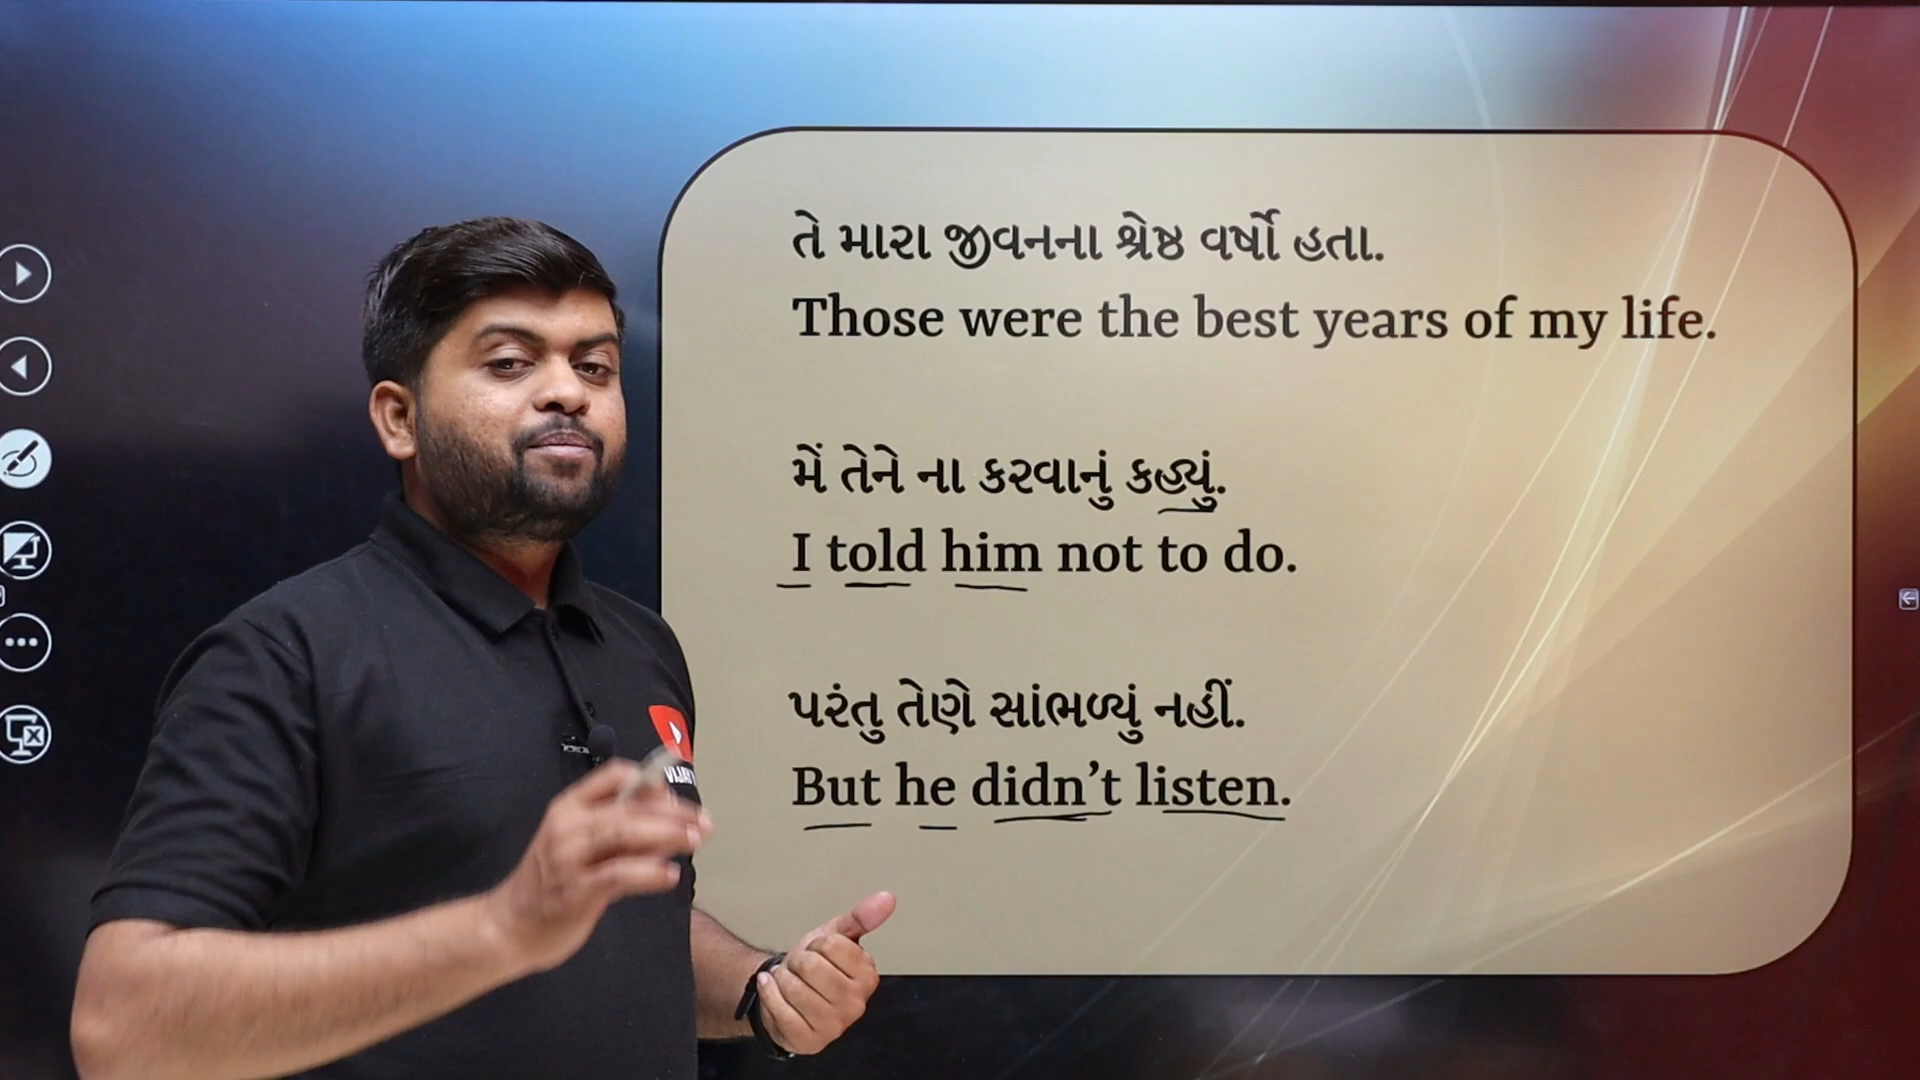 તે મારા જીવનના શ્રેષ્ઠ વર્ષો હતા.
Those were the best years of my life.
મેં તેને ના કરવાનું કહ્યું.
I told him not to do.
પરંતુ તેણે સાંભળ્યું નહીં.
But he didn't listen.
VIJAY